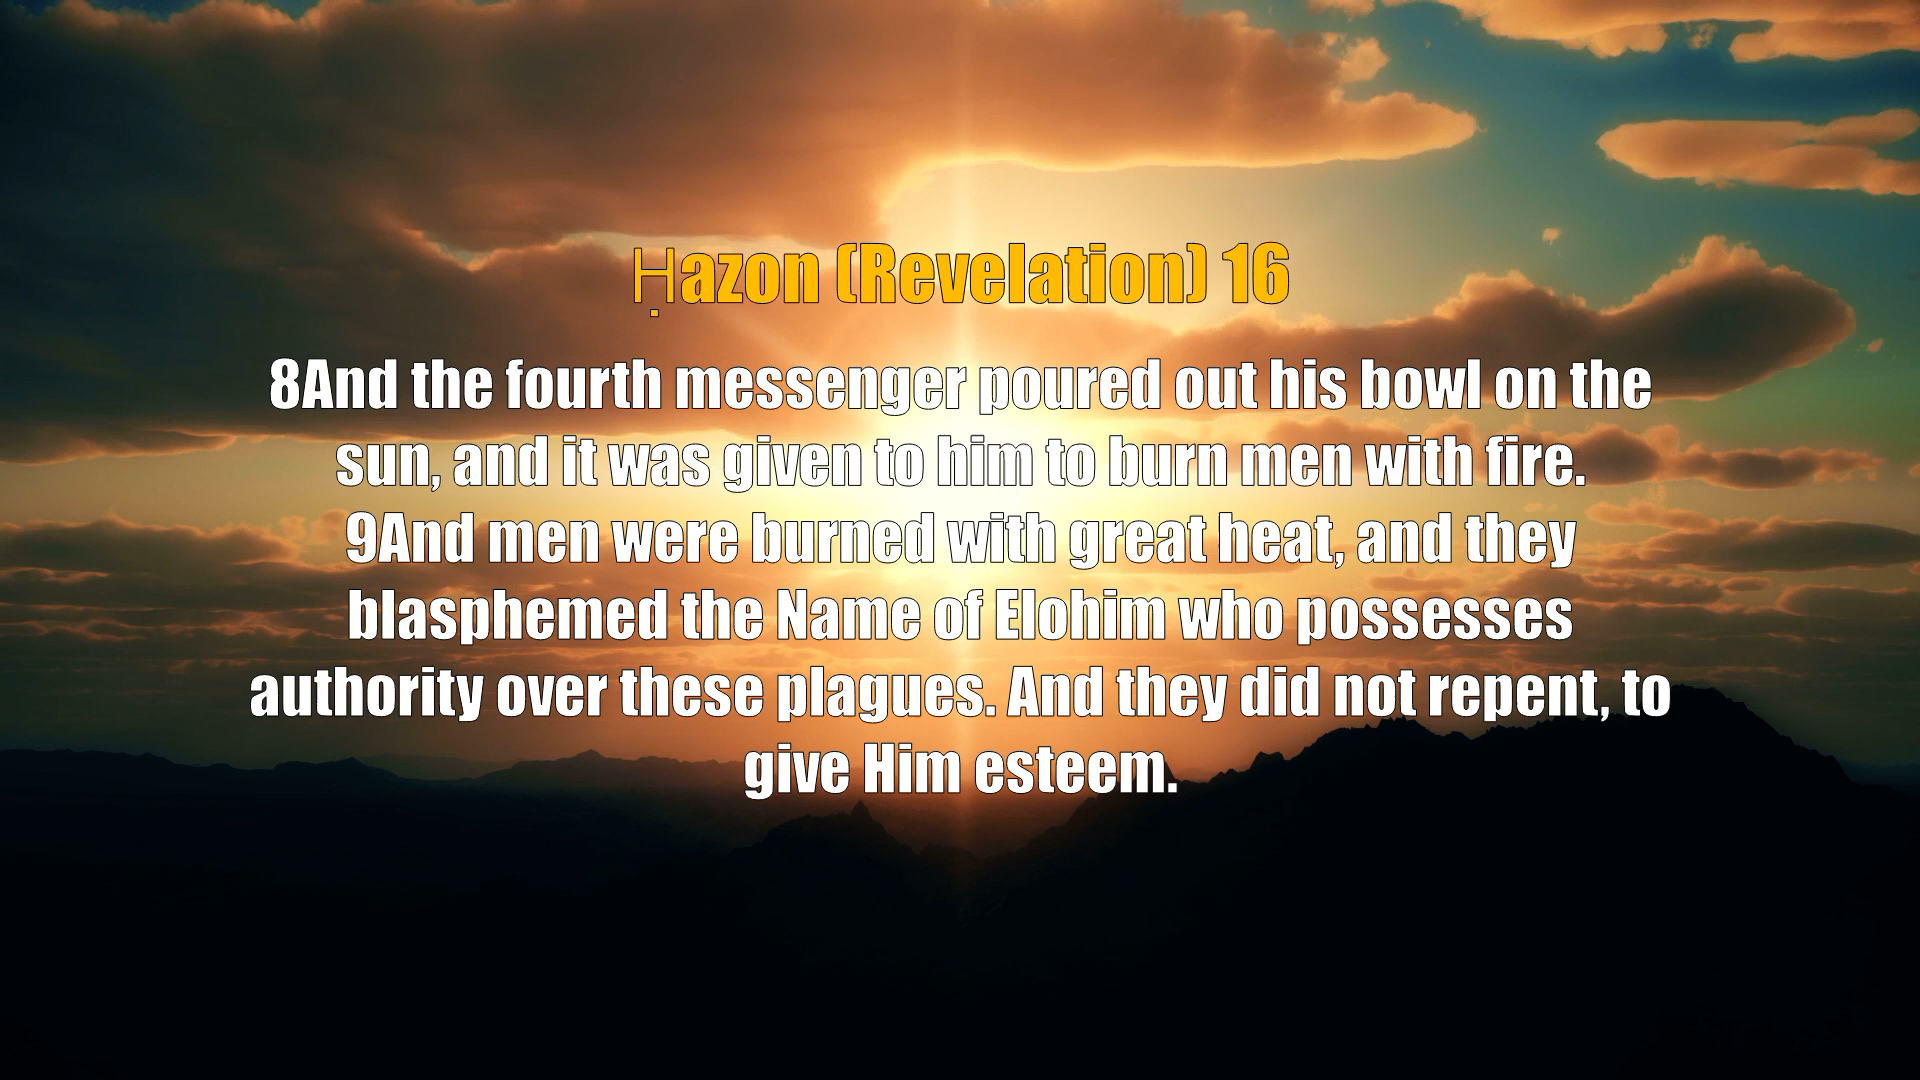 Ḥazon (Revelation) 16
8And the fourth messenger poured out his bowl on the
sun, and it was given to him to burn men with fire.
9And men were burned with great heat, and they
blasphemed the Name of Elohim who possesses
authority over these plagues. And they did not repent, to
give Him esteem.